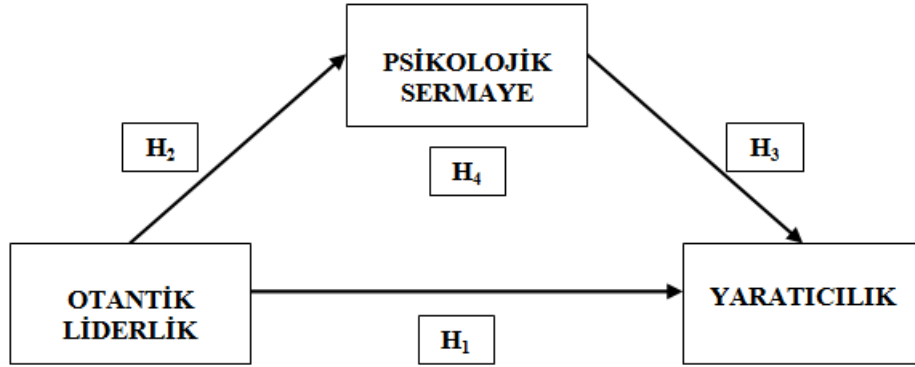 PSİKOLOJİK
SERMAYE
H₂
H₃
H₄
OTANTİK
LİDERLİK
YARATICILIK
H₁